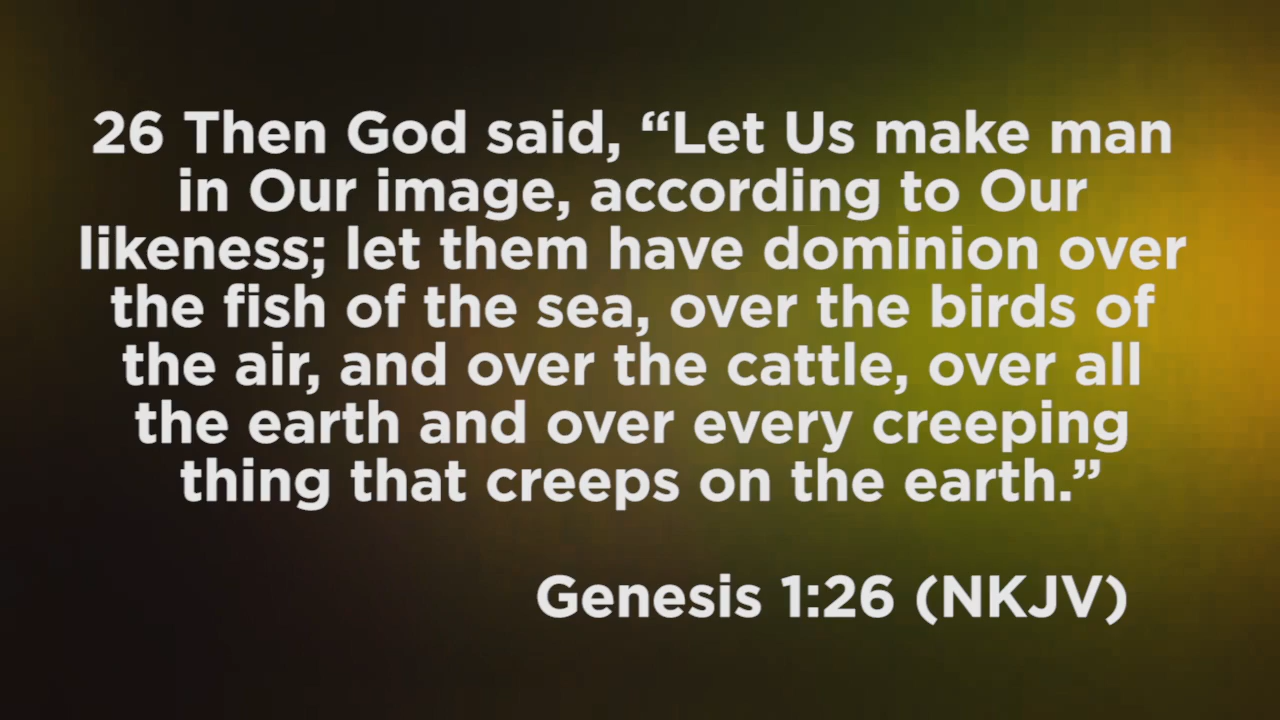 26 Then God said, “Let Us make man
in Our image, according to Our
likeness; let them have dominion over
the fish of the sea, over the birds of
the air, and over the cattle, over all
the earth and over every creeping
thing that creeps on the earth.”
Genesis 1:26 (NKJV)